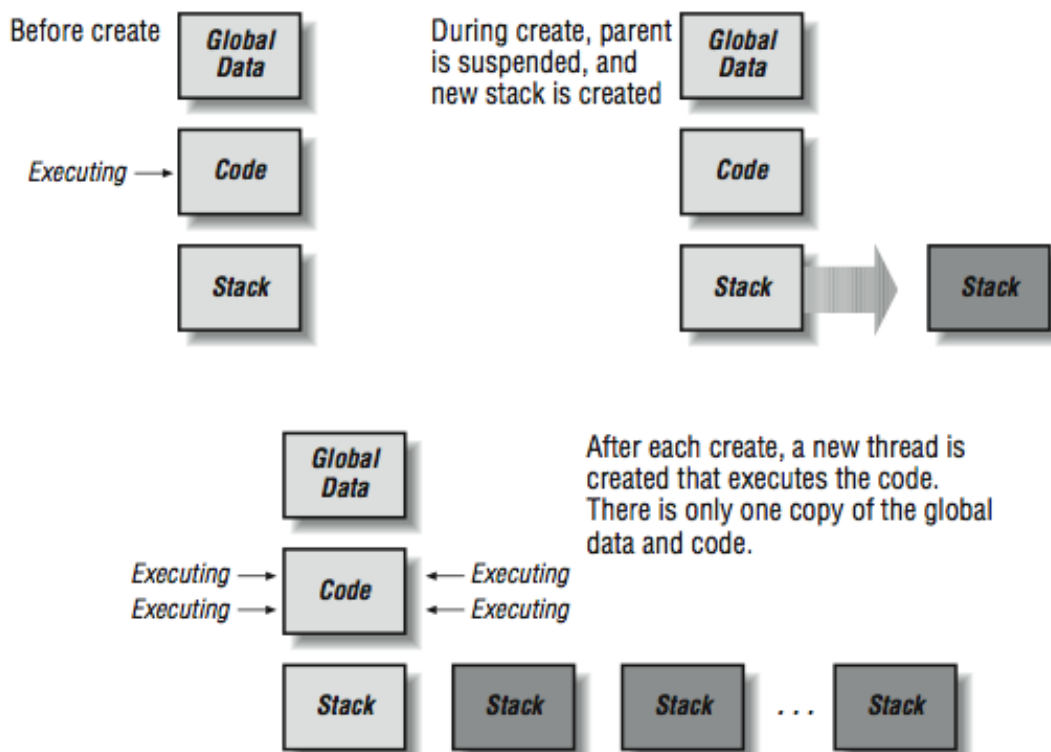 Before create
Global
Data
Executing
Code
Stack
During create, parent
is suspended, and
new stack is created
Global
Data
Code
Stack
Stack
Global
Data
Executing
Executing
Code
Executing
Executing
Stack
Stack
Stack
. . .
Stack
After each create, a new thread is
created that executes the code.
There is only one copy of the global
data and code.